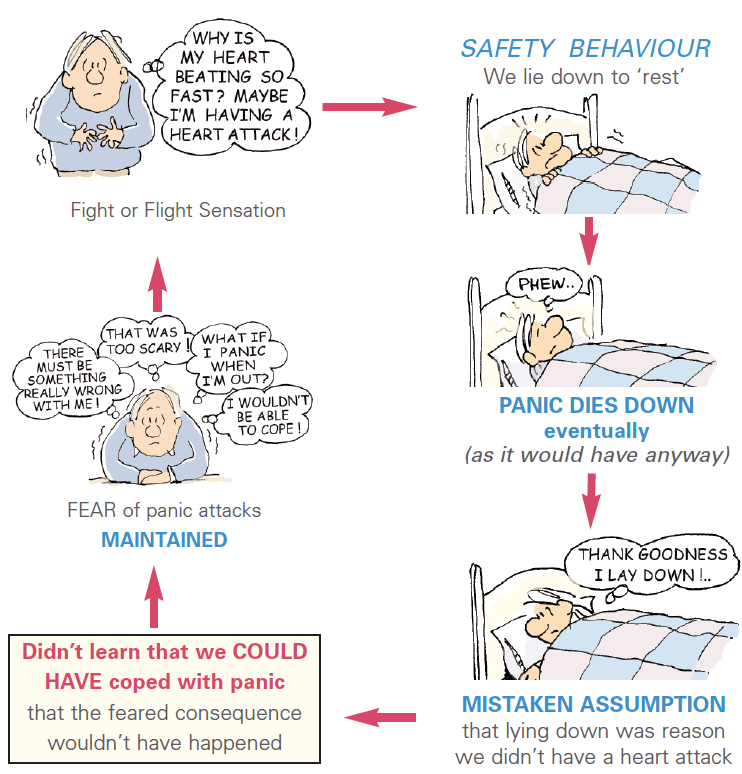 WHY IS
MY HEART
BEATING SO
FAST? MAYBE
I'M HAVING A
HEART ATTACK!
Fight or Flight Sensation
SAFETY BEHAVIOUR
We lie down to ‘rest’
PHEW..
PANIC DIES DOWN
eventually
(as it would have anyway)
THANK GOODNESS
I LAY DOWN!..
MISTAKEN ASSUMPTION
that lying down was reason
we didn’t have a heart attack
Didn’t learn that we COULD
HAVE coped with panic
that the feared consequence
wouldn’t have happened
THERE
MUST BE
SOMETHING
REALLY WRONG
WITH ME!
THAT WAS
TOO SCARY!
WHAT IF
I PANIC
WHEN
I'M OUT?
I WOULDN'T
BE ABLE
TO COPE!
FEAR of panic attacks
MAINTAINED